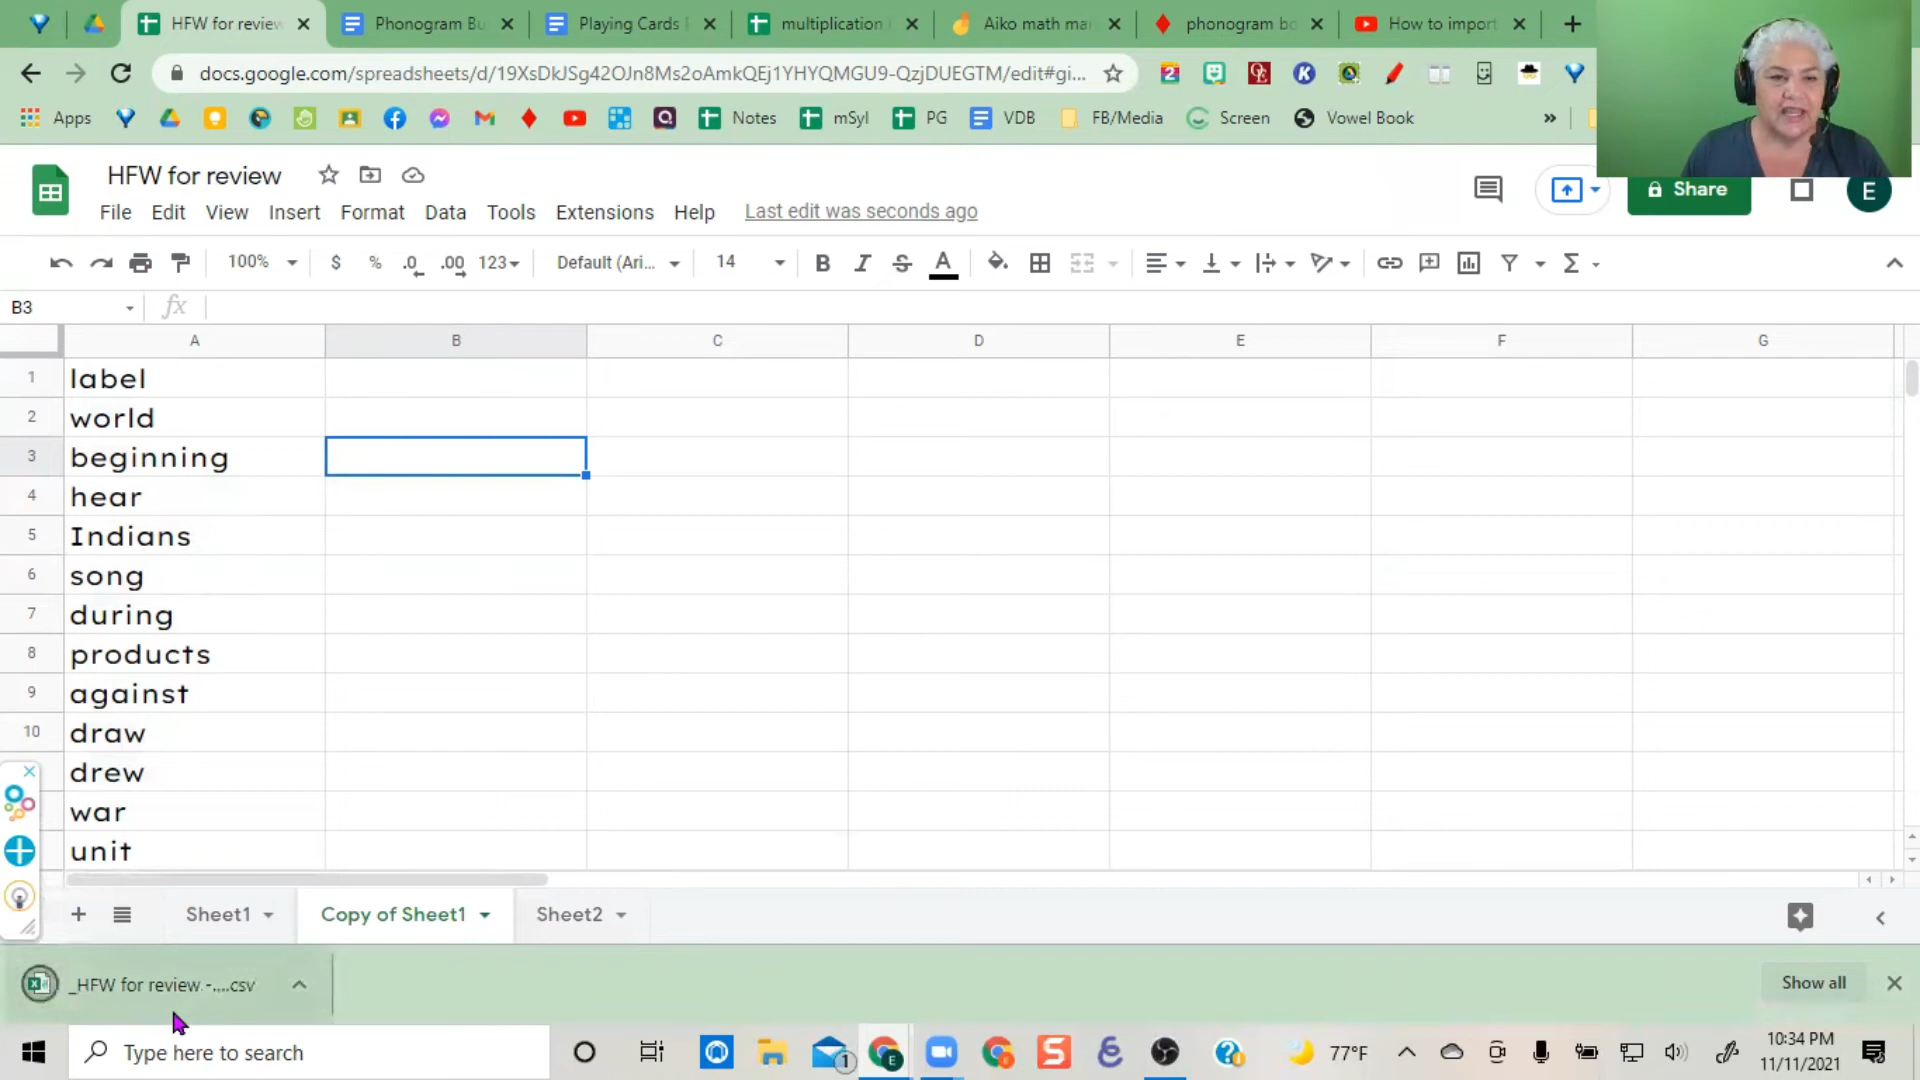 HFW for review
Phonogram Bu
Playing Cards
multiplication
Aiko math ma
phonogram bo
How to import
docs.google.com/spreadsheets/d/19XsDkJSg42OJn8Ms2oAmkQEj1YHYQMGU9-QzjDUEGTM/edit#gi...
Apps
Notes
mSyl
PG
VDB
FB/Media
Screen
Vowel Book
»
HFW for review
Share
E
File Edit View Insert Format Data Tools Extensions Help Last edit was seconds ago
100% $ % .0 .00 123 Default (Ari... 14 B I S A
B3 fx
A B C D E F G
1 label
2 world
3 beginning
4 hear
5 Indians
6 song
7 during
8 products
9 against
10 draw
drew
war
unit
+ Sheet1 Copy of Sheet1 Sheet2
_HFW for review -....csv
Show all
Type here to search
1
E
S
77°F
10:34 PM
11/11/2021